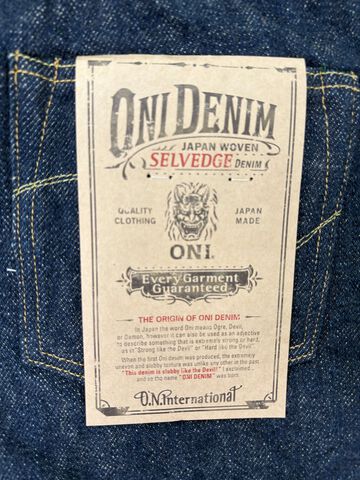 ONI DENIM
JAPAN WOVEN
SELVEDGE DENIM
QUALITY CLOTHING
JAPAN MADE
ONI.
Every Garment
Guaranteed.
THE ORIGIN OF ONI DENIM
In Japan the word Oni means Ogre, Devil,
or Demon, however it can also be used as an adjective
to describe something that is extremely strong or hard,
as in "Strong like the Devil" or "Hard like the Devil".
When the first Oni denim was produced, the extremely
uneven and slubby texture was unlike any other in the past.
"This denim is slubby like the Devil!" I exclaimed
and so the name "ONI DENIM" was born.
O.N.International